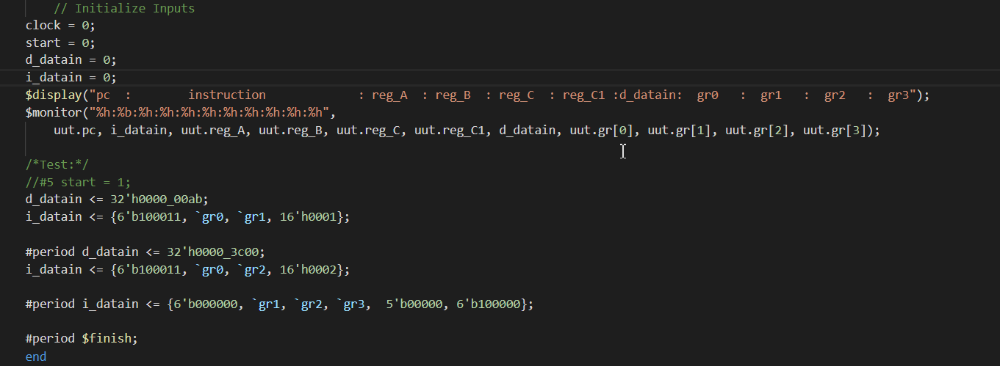 // Initialize Inputs
clock = 0;
start = 0;
d_datain = 0;
i_datain = 0;
$display("pc  :        instruction             : reg_A  : reg_B  : reg_C  : reg_C1 :d_datain:  gr0   :  gr1   :  gr2   :  gr3");
$monitor("%h:%b:%h:%h:%h:%h:%h:%h:%h:%h:%h",
uut.pc, i_datain, uut.reg_A, uut.reg_B, uut.reg_C, uut.reg_C1, d_datain, uut.gr[0], uut.gr[1], uut.gr[2], uut.gr[3]);
/*Test:*/
//#5 start = 1;
d_datain <= 32'h0000_00ab;
i_datain <= {6'b100011, `gr0, `gr1, 16'h0001};
#period d_datain <= 32'h0000_3c00;
i_datain <= {6'b100011, `gr0, `gr2, 16'h0002};
#period i_datain <= {6'b000000, `gr1, `gr2, `gr3,  5'b00000, 6'b100000};
#period $finish;
end